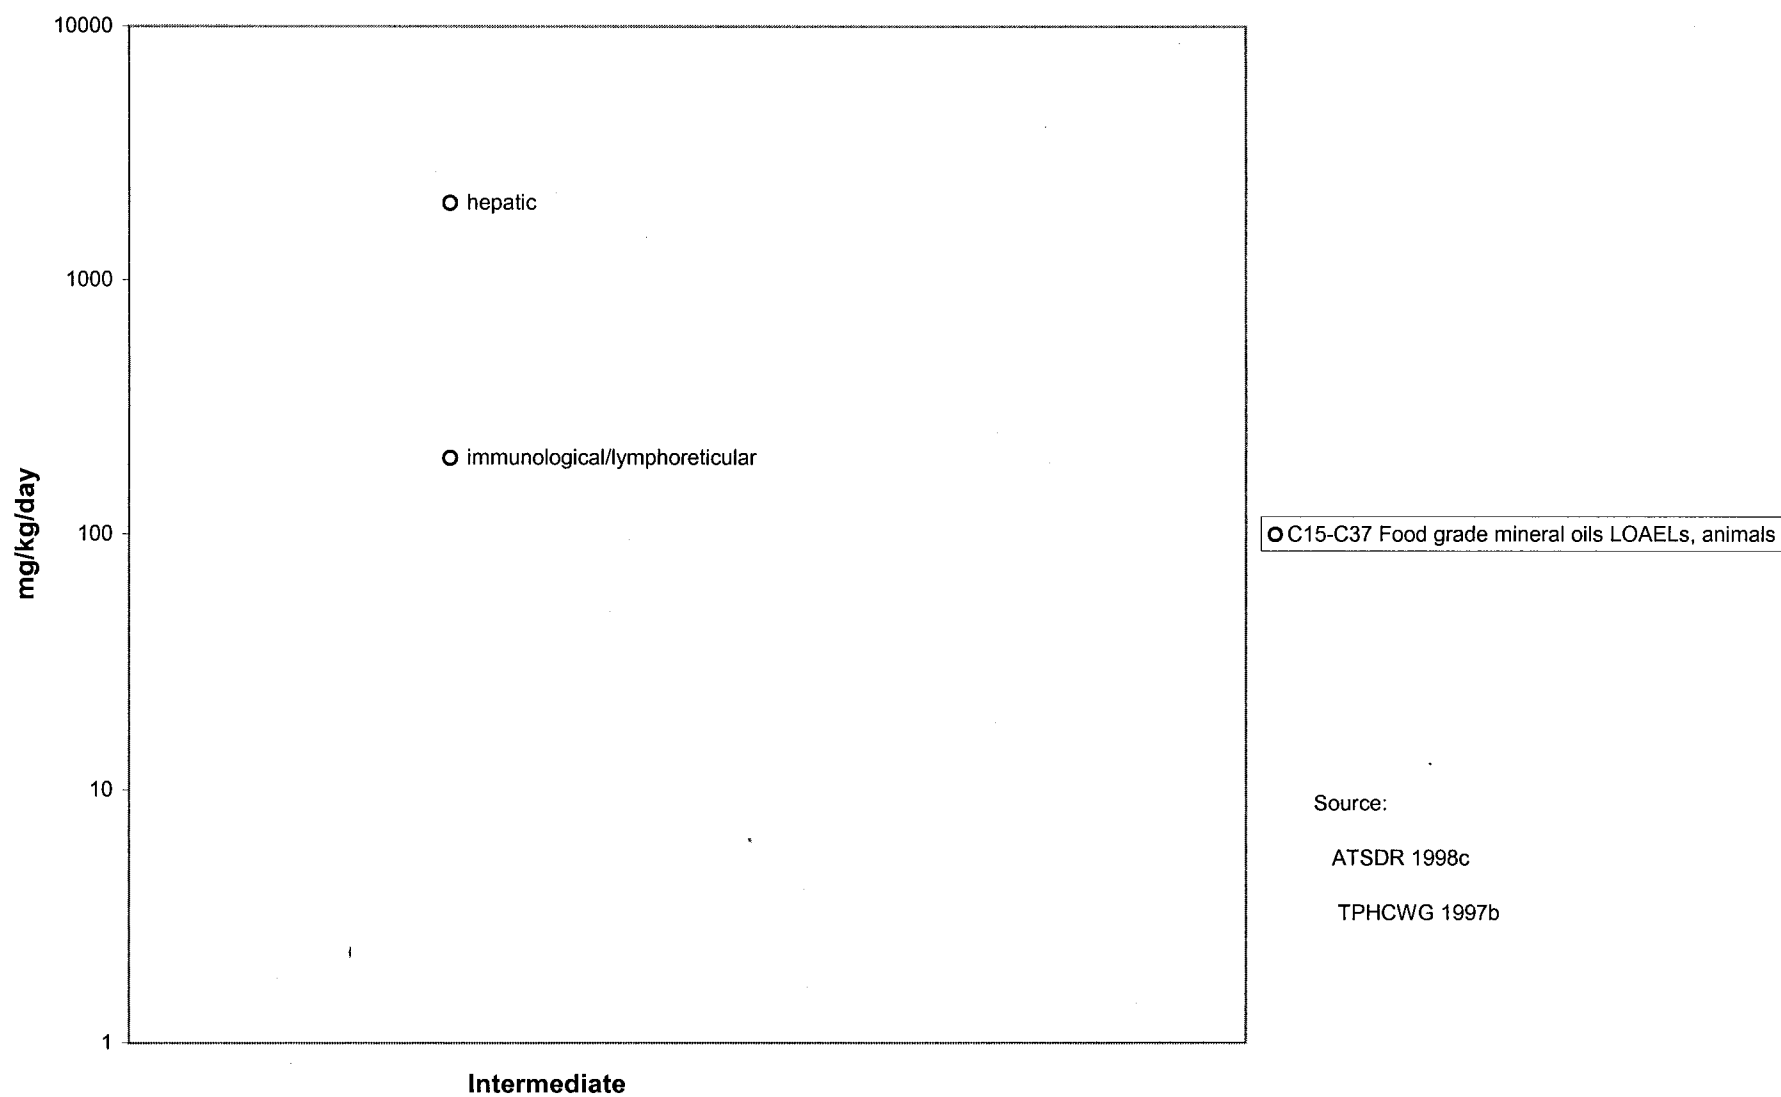 10000
hepatic
1000
immunological/lymphoreticular
mg/kg/day
100
C15-C37 Food grade mineral oils LOAELs, animals
10
Source:
ATSDR 1998c
TPHCWG 1997b
1
Intermediate